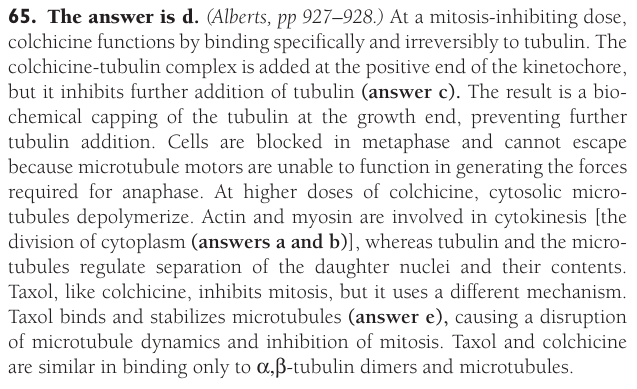 65. The answer is d. (Alberts, pp 927–928.) At a mitosis-inhibiting dose,
colchicine functions by binding specifically and irreversibly to tubulin. The
colchicine-tubulin complex is added at the positive end of the kinetochore,
but it inhibits further addition of tubulin (answer c). The result is a bio-
chemical capping of the tubulin at the growth end, preventing further
tubulin addition. Cells are blocked in metaphase and cannot escape
because microtubule motors are unable to function in generating the forces
required for anaphase. At higher doses of colchicine, cytosolic micro-
tubules depolymerize. Actin and myosin are involved in cytokinesis [the
division of cytoplasm (answers a and b)], whereas tubulin and the micro-
tubules regulate separation of the daughter nuclei and their contents.
Taxol, like colchicine, inhibits mitosis, but it uses a different mechanism.
Taxol binds and stabilizes microtubules (answer e), causing a disruption
of microtubule dynamics and inhibition of mitosis. Taxol and colchicine
are similar in binding only to α,β-tubulin dimers and microtubules.